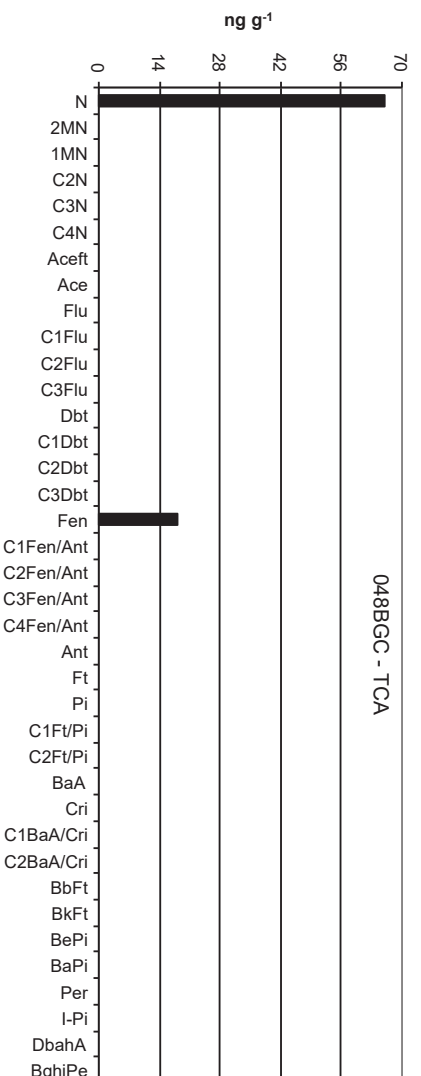 ng g-1
0
14
28
42
56
70
N
2MN
1MN
C2N
C3N
C4N
Aceft
Ace
Flu
C1Flu
C2Flu
C3Flu
Dbt
C1Dbt
C2Dbt
C3Dbt
Fen
C1Fen/Ant
C2Fen/Ant
C3Fen/Ant
C4Fen/Ant
Ant
Ft
Pi
C1Ft/Pi
C2Ft/Pi
BaA
Cri
C1BaA/Cri
C2BaA/Cri
BbFt
BkFt
BePi
BaPi
Per
I-Pi
DbahA
BghiPe
048BGC - TCA